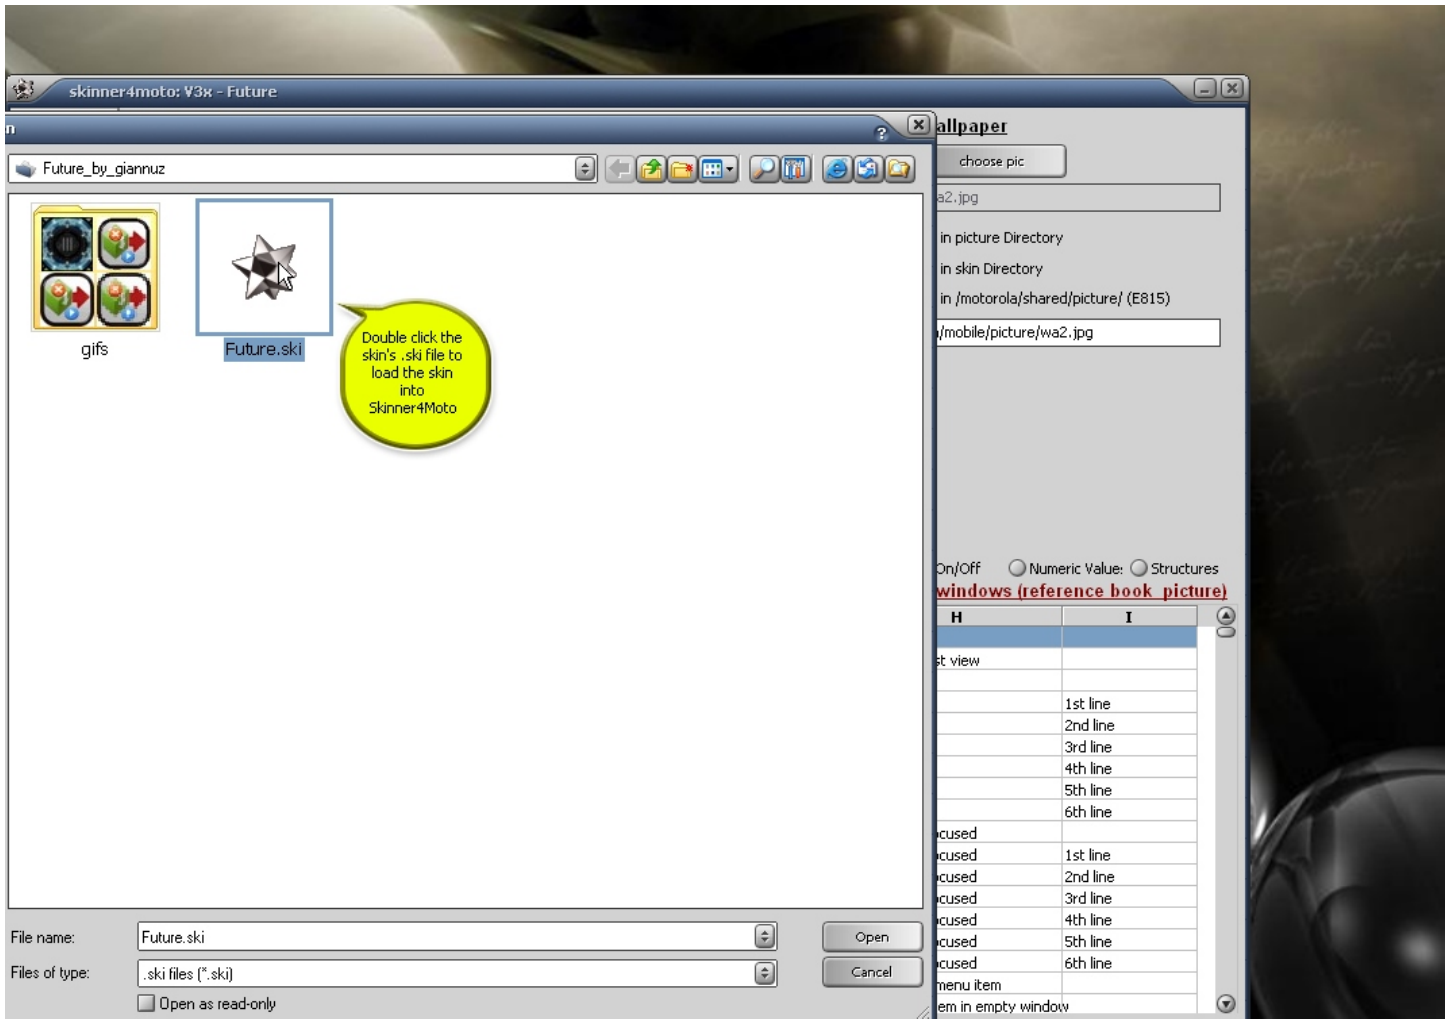 skinner4moto: V3x - Future
n
Future_by_giannuz
gifs
Future.ski
Double click the
skin's .ski file to
load the skin
into
Skinner4Moto
File name:
Future.ski
Open
Files of type:
.ski files (*.ski)
Cancel
Open as read-only
allpaper
choose pic
a2.jpg
in picture Directory
in skin Directory
in /motorola/shared/picture/ (E815)
/mobile/picture/wa2.jpg
On/Off Numeric Value: Structures
windows (reference book picture)
H I
st view
1st line
2nd line
3rd line
4th line
5th line
6th line
cused
cused 1st line
cused 2nd line
cused 3rd line
cused 4th line
cused 5th line
cused 6th line
menu item
em in empty window